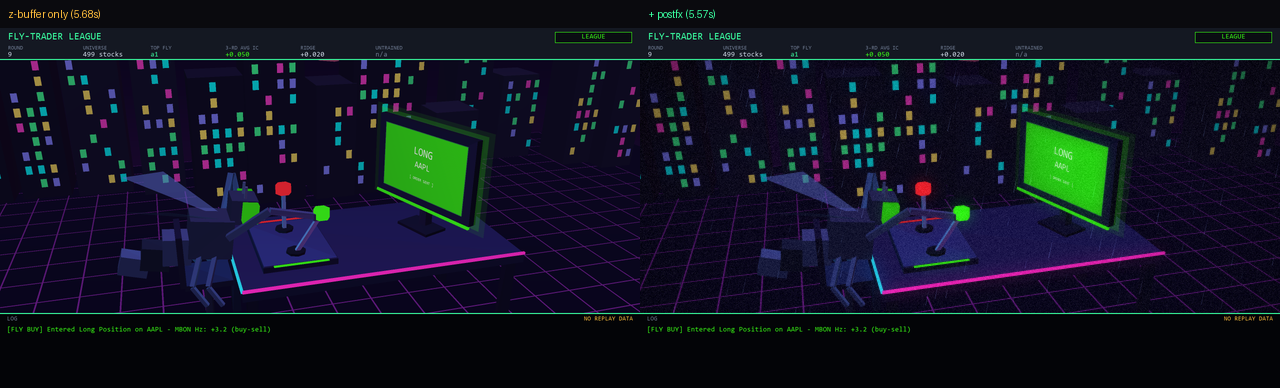 z-buffer only (5.68s)
FLY-TRADER LEAGUE
LEAGUE
ROUND UNIVERSE TOP FLY 3-RD AVG IC RIDGE UNTRAINED
9 499 stocks a1 +0.050 +0.020 n/a
LONG
AAPL
LOG NO REPLAY DATA
[FLY BUY] Entered Long Position on AAPL - MBON Hz: +3.2 (buy-sell)
+ postfx (5.57s)
FLY-TRADER LEAGUE
LEAGUE
ROUND UNIVERSE TOP FLY 3-RD AVG IC RIDGE UNTRAINED
9 499 stocks a1 +0.050 +0.020 n/a
LONG
AAPL
LOG NO REPLAY DATA
[FLY BUY] Entered Long Position on AAPL - MBON Hz: +3.2 (buy-sell)